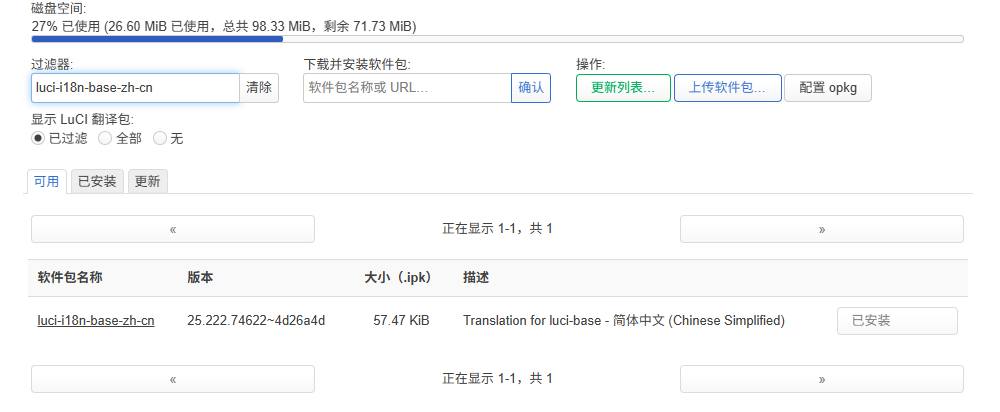 磁盘空间:
27% 已使用 (26.60 MiB 已使用，总共 98.33 MiB，剩余 71.73 MiB)
过滤器: 下载并安装软件包: 操作:
luci-i18n-base-zh-cn 清除 软件包名称或 URL... 确认 更新列表... 上传软件包... 配置 opkg
显示 LuCI 翻译包:
已过滤 全部 无
可用 已安装 更新
« 正在显示 1-1，共 1 »
软件包名称 版本 大小（.ipk） 描述
luci-i18n-base-zh-cn 25.222.74622~4d26a4d 57.47 KiB Translation for luci-base - 简体中文 (Chinese Simplified) 已安装
« 正在显示 1-1，共 1 »